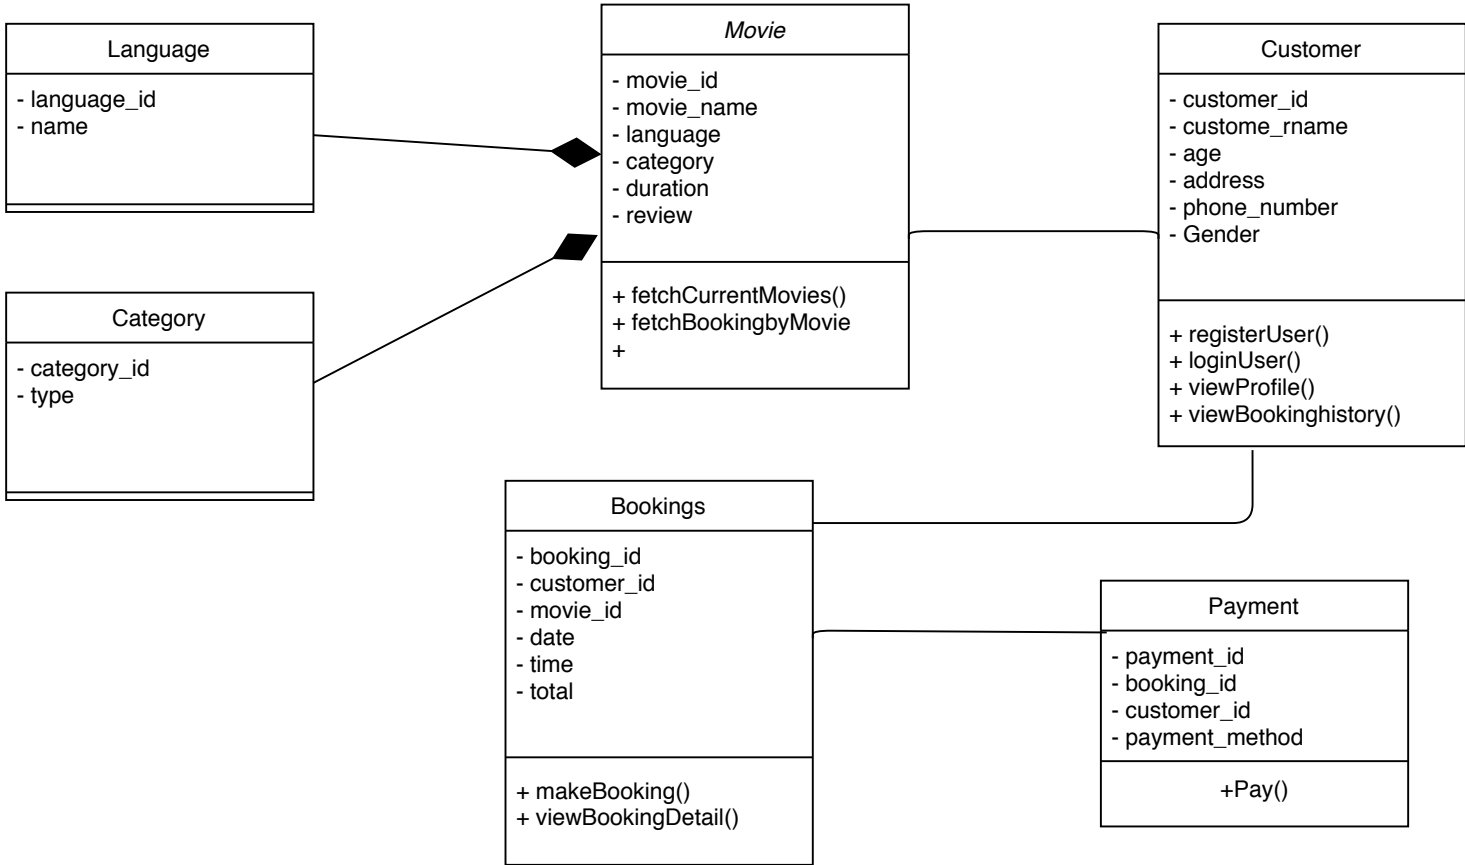 Language
- language_id
- name
Movie
- movie_id
- movie_name
- language
- category
- duration
- review
+ fetchCurrentMovies()
+ fetchBookingbyMovie
+
Customer
- customer_id
- custome_rname
- age
- address
- phone_number
- Gender
+ registerUser()
+ loginUser()
+ viewProfile()
+ viewBookinghistory()
Category
- category_id
- type
Bookings
- booking_id
- customer_id
- movie_id
- date
- time
- total
+ makeBooking()
+ viewBookingDetail()
Payment
- payment_id
- booking_id
- customer_id
- payment_method
+Pay()